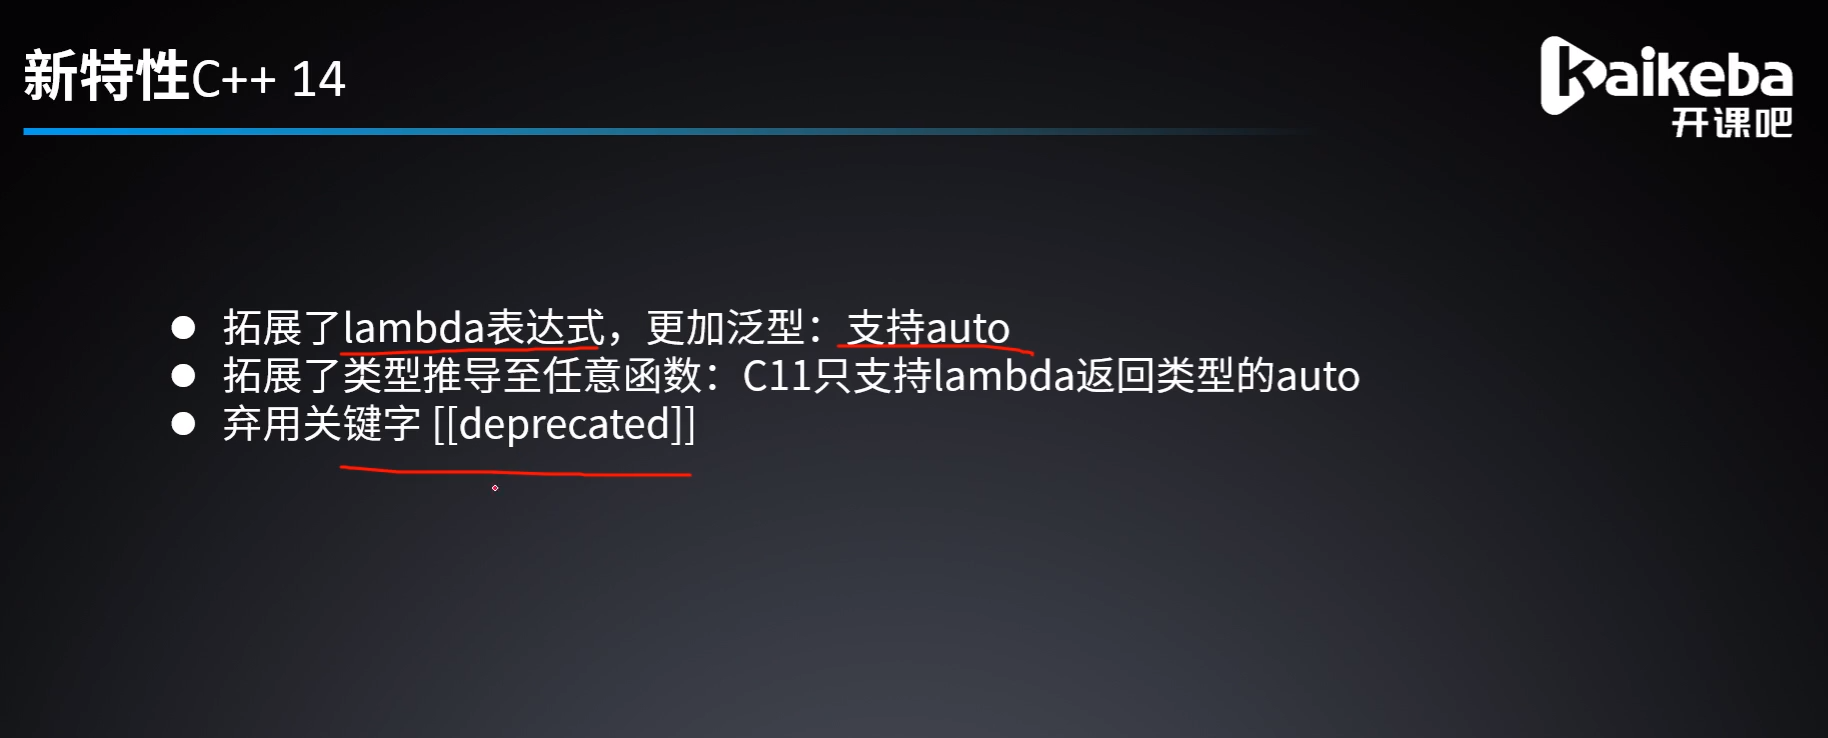 新特性C++ 14
Kaikeba
开课吧
拓展了lambda表达式，更加泛型：支持auto
拓展了类型推导至任意函数：C11只支持lambda返回类型的auto
弃用关键字 [[deprecated]]